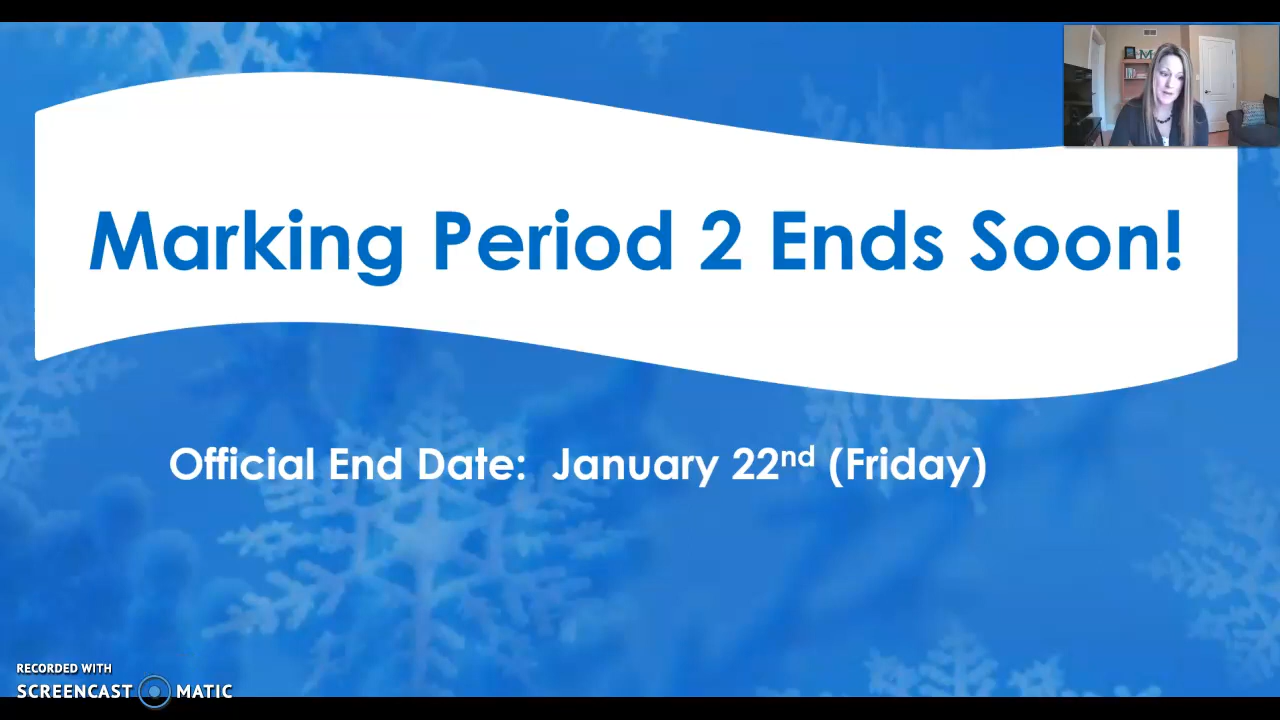 Marking Period 2 Ends Soon!
Official End Date: January 22nd (Friday)
RECORDED WITH
SCREENCAST MATIC